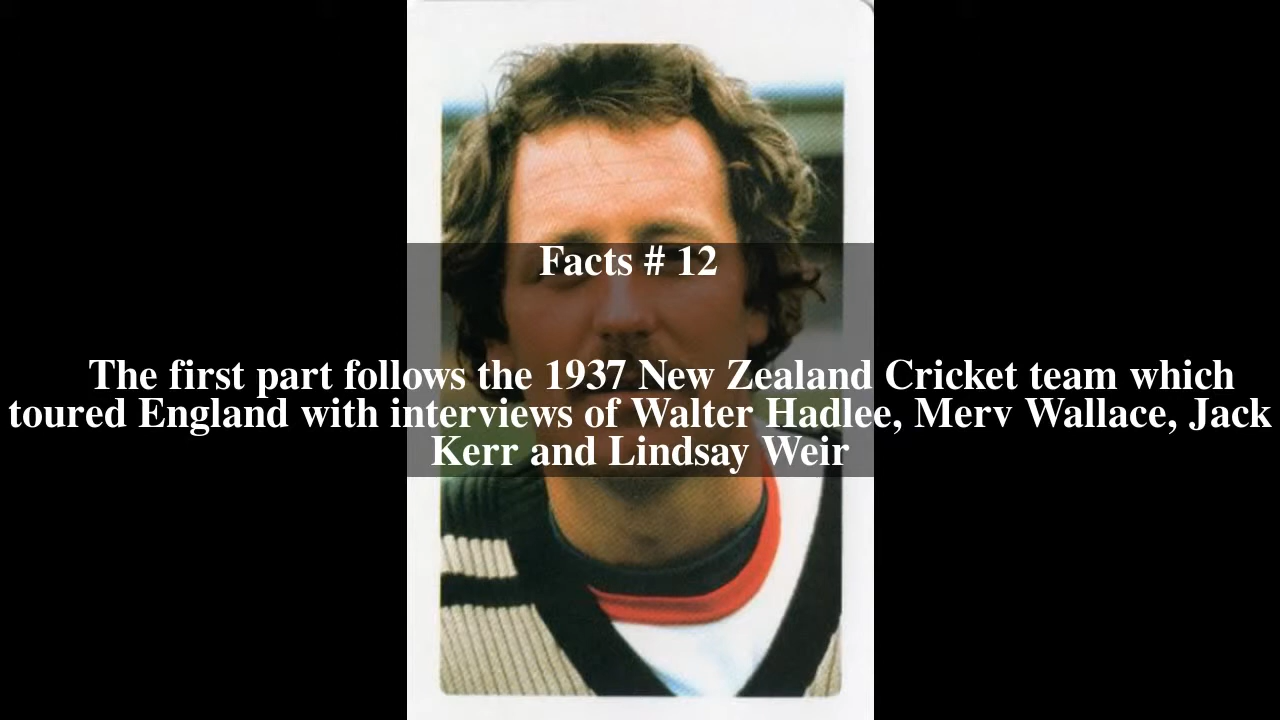 Facts # 12
The first part follows the 1937 New Zealand Cricket team which
toured England with interviews of Walter Hadlee, Merv Wallace, Jack
Kerr and Lindsay Weir